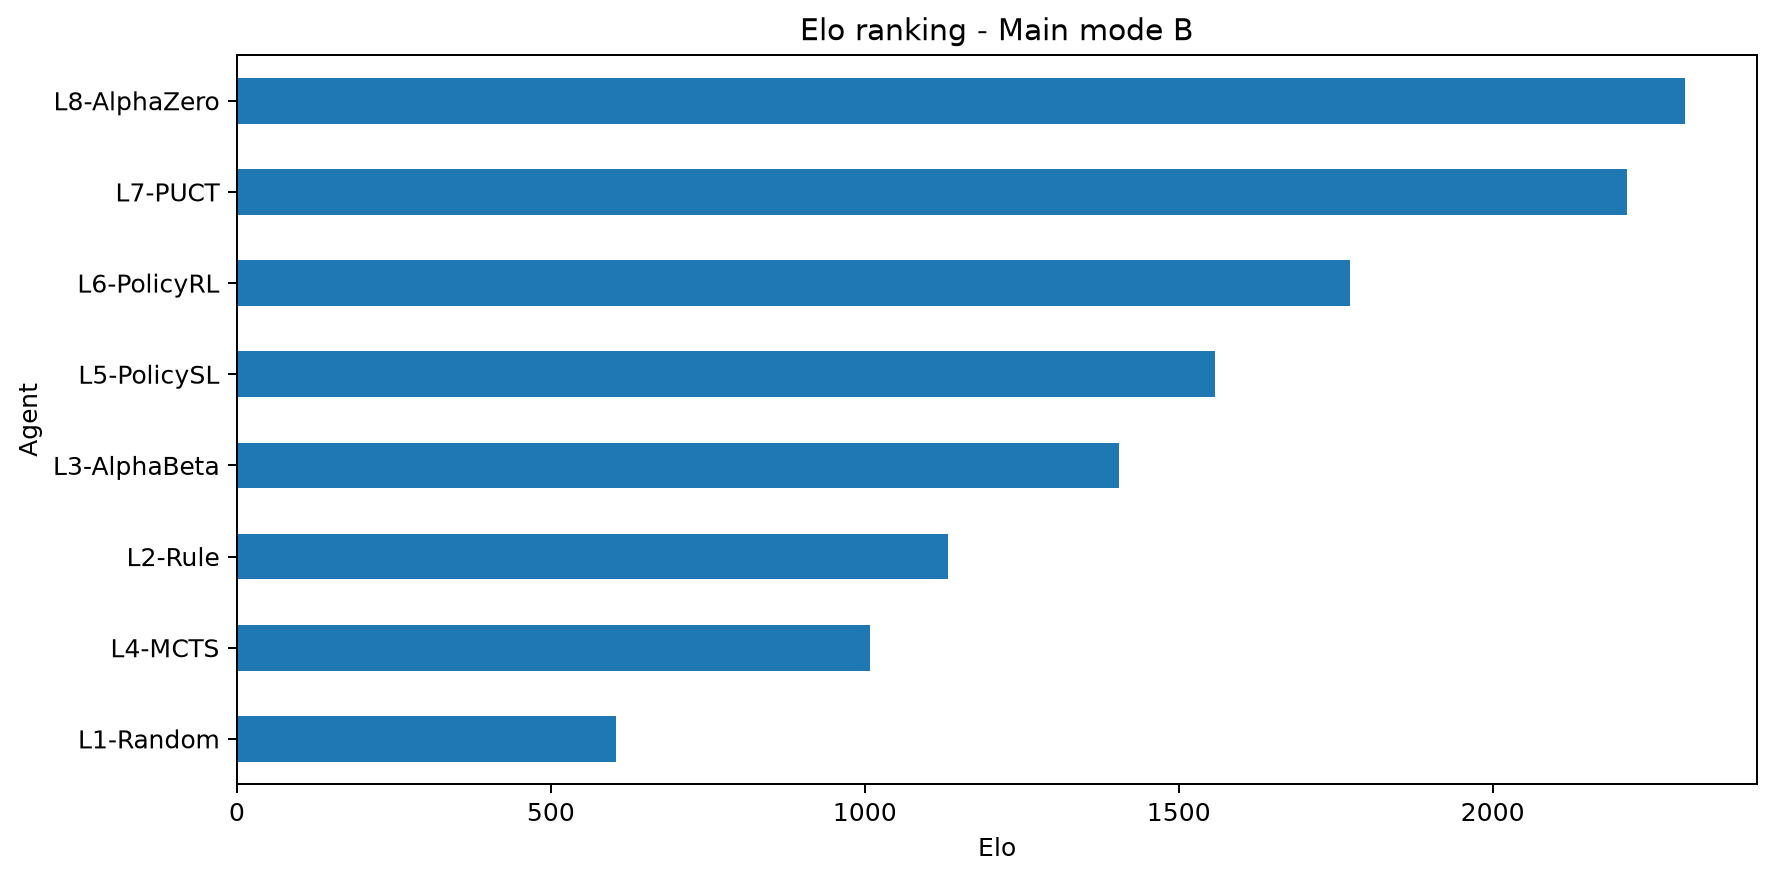 Elo ranking - Main mode B
L8-AlphaZero
L7-PUCT
L6-PolicyRL
L5-PolicySL
L3-AlphaBeta
L2-Rule
L4-MCTS
L1-Random
Agent
0 500 1000 1500 2000
Elo